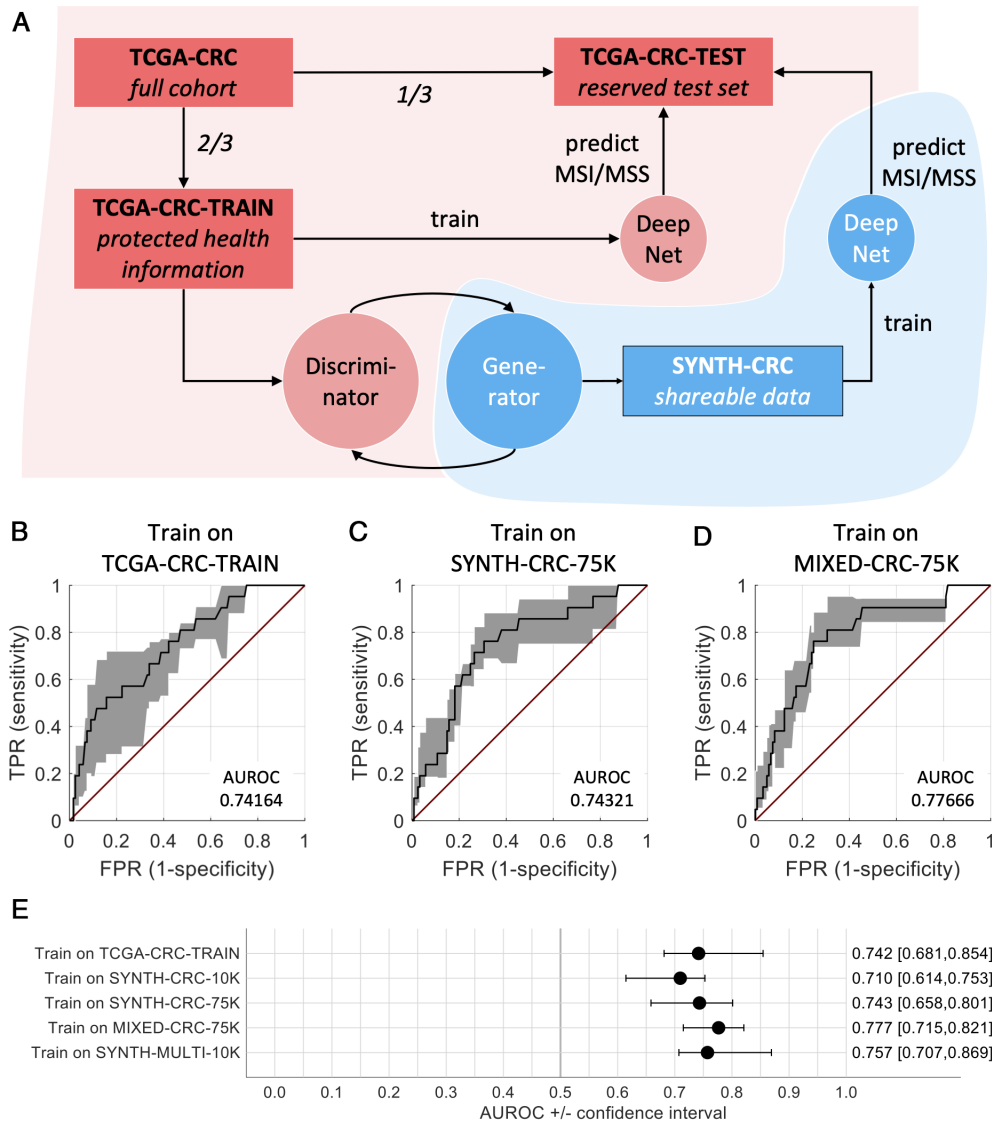 A
TCGA-CRC
full cohort
TCGA-CRC-TEST
reserved test set
1/3
2/3
predict
MSI/MSS
predict
MSI/MSS
TCGA-CRC-TRAIN
protected health
information
train
Deep
Net
Deep
Net
train
Discrimi-
nator
Gene-
rator
SYNTH-CRC
shareable data
B
Train on
TCGA-CRC-TRAIN
1
0.8
0.6
0.4
0.2
0
TPR (sensitivity)
AUROC
0.74164
0 0.2 0.4 0.6 0.8 1
FPR (1-specificity)
C
Train on
SYNTH-CRC-75K
1
0.8
0.6
0.4
0.2
0
TPR (sensitivity)
AUROC
0.74321
0 0.2 0.4 0.6 0.8 1
FPR (1-specificity)
D
Train on
MIXED-CRC-75K
1
0.8
0.6
0.4
0.2
0
TPR (sensitivity)
AUROC
0.77666
0 0.2 0.4 0.6 0.8 1
FPR (1-specificity)
E
Train on TCGA-CRC-TRAIN 0.742 [0.681,0.854]
Train on SYNTH-CRC-10K 0.710 [0.614,0.753]
Train on SYNTH-CRC-75K 0.743 [0.658,0.801]
Train on MIXED-CRC-75K 0.777 [0.715,0.821]
Train on SYNTH-MULTI-10K 0.757 [0.707,0.869]
0.0 0.1 0.2 0.3 0.4 0.5 0.6 0.7 0.8 0.9 1.0
AUROC +/- confidence interval